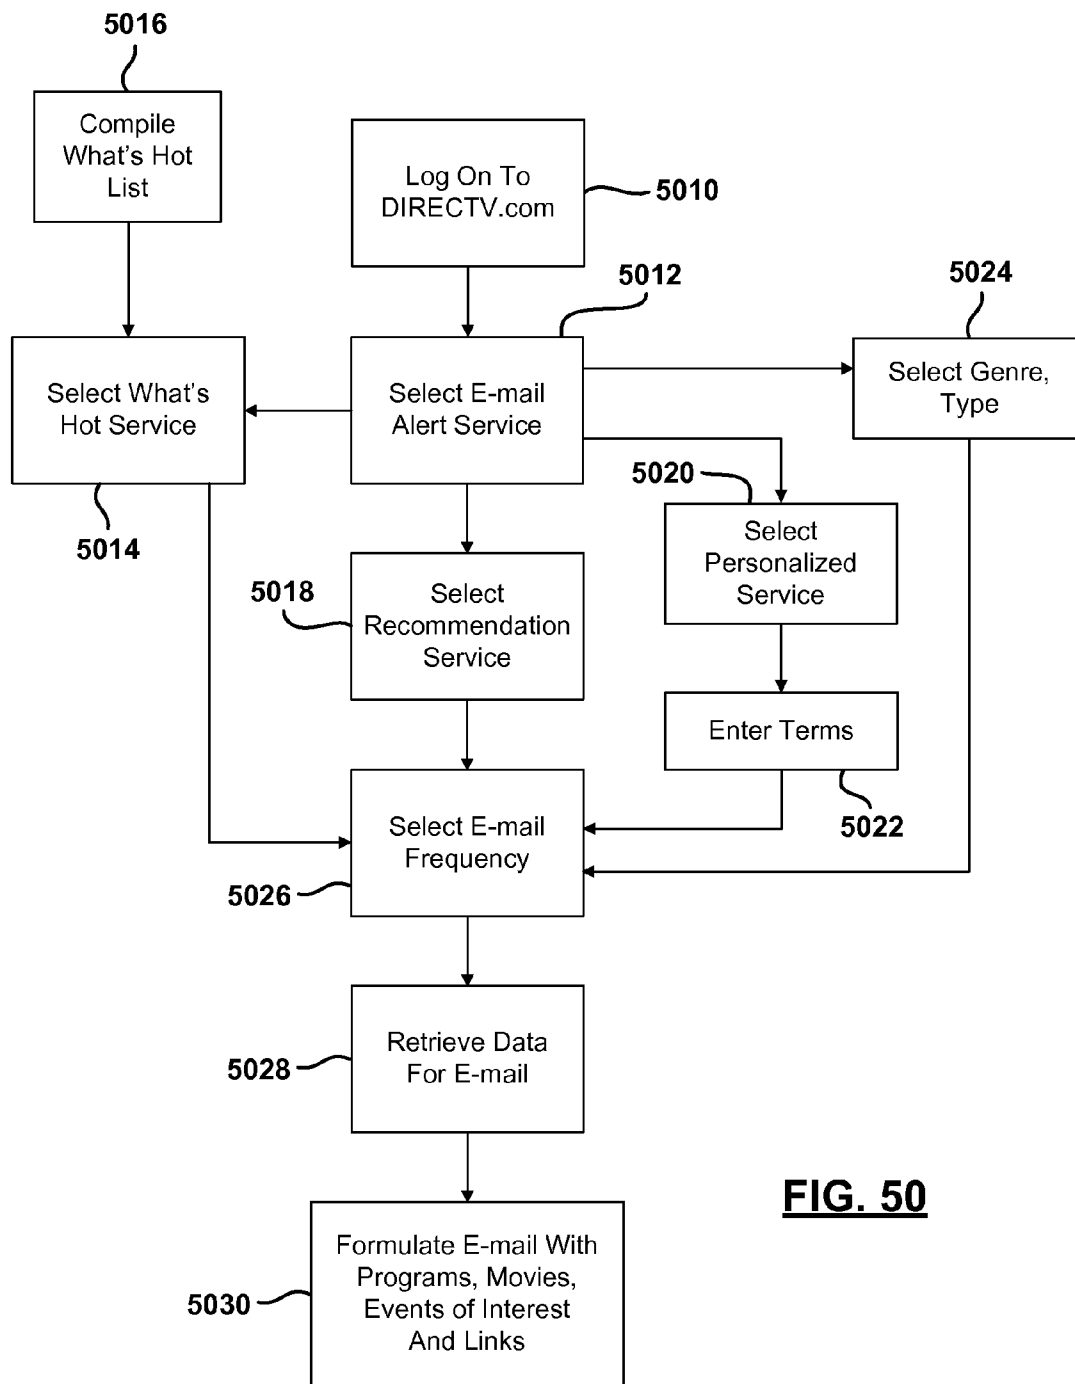 5016
Compile
What's Hot
List
Log On To
DIRECTV.com
5010
5012
5024
Select What's
Hot Service
Select E-mail
Alert Service
Select Genre,
Type
5014
5020
Select
Personalized
Service
5018
Select
Recommendation
Service
Enter Terms
5022
Select E-mail
Frequency
5026
Retrieve Data
For E-mail
5028
FIG. 50
Formulate E-mail With
Programs, Movies,
Events of Interest
And Links
5030